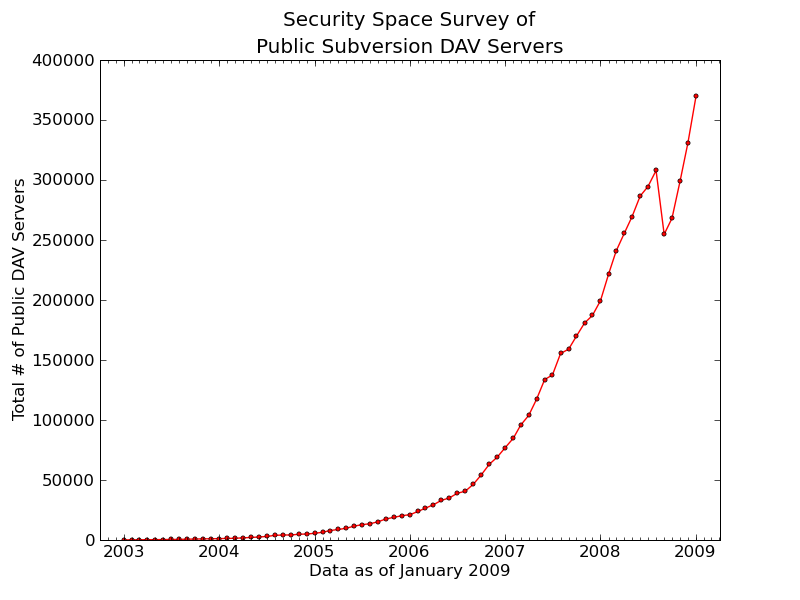 Security Space Survey of
Public Subversion DAV Servers
Total # of Public DAV Servers
400000
350000
300000
250000
200000
150000
100000
50000
0
2003 2004 2005 2006 2007 2008 2009
Data as of January 2009